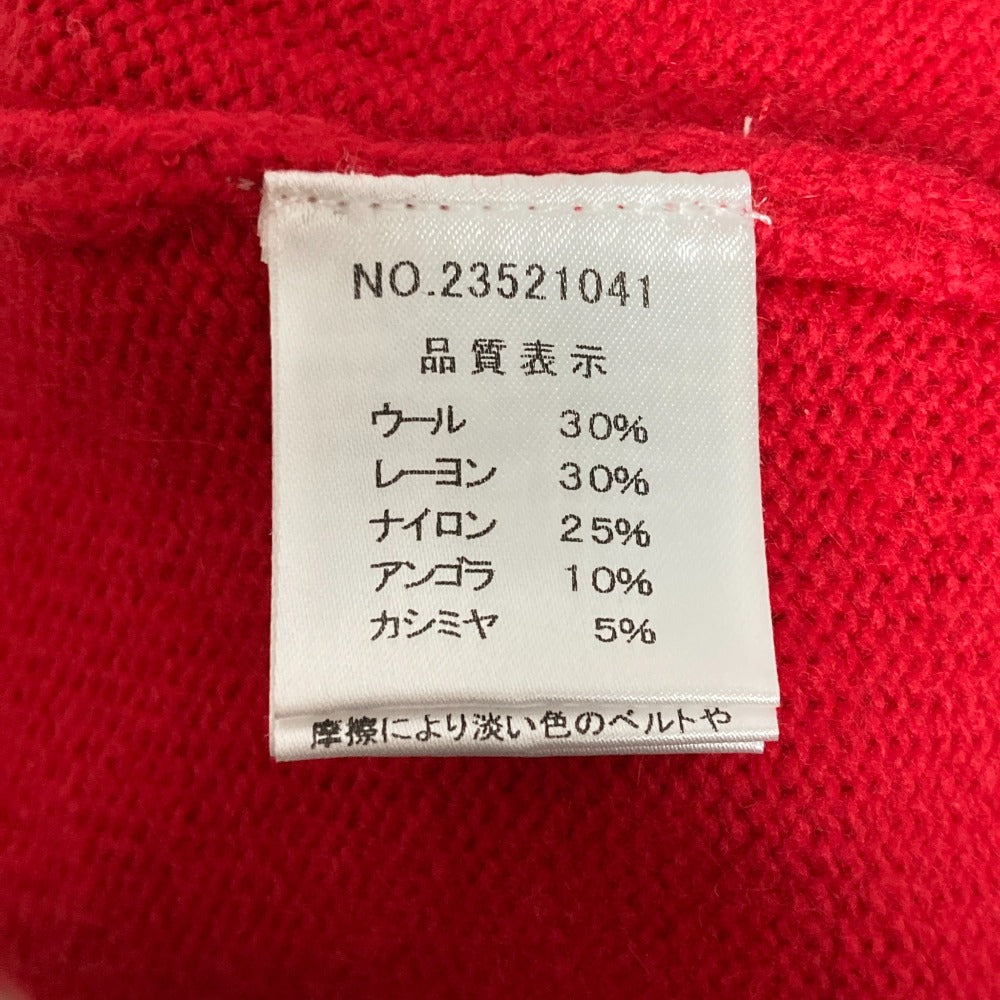 NO.23521041
品質表示
ウール 30%
レーヨン 30%
ナイロン 25%
アンゴラ 10%
カシミヤ 5%
摩擦により淡い色のベルトや